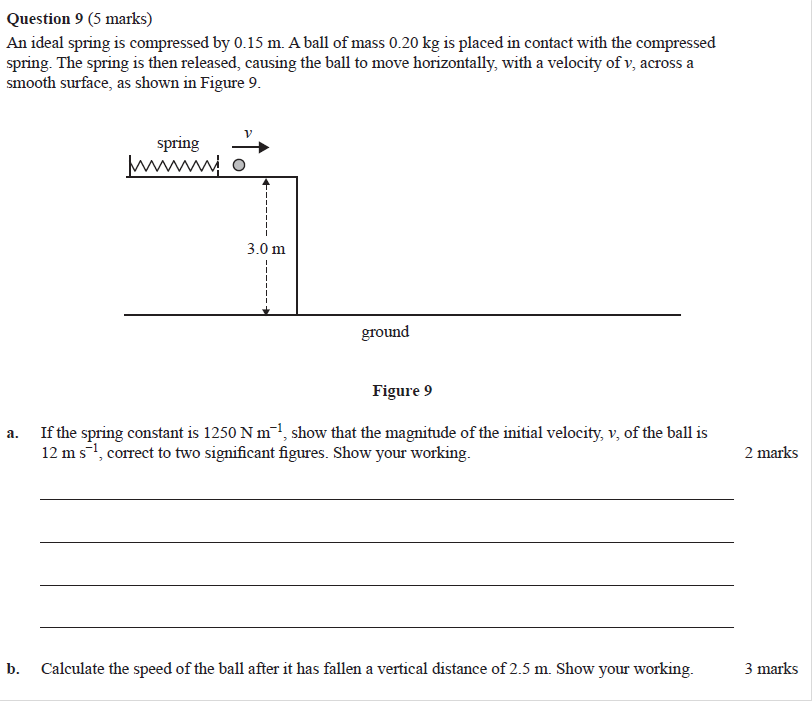 Question 9 (5 marks)
An ideal spring is compressed by 0.15 m. A ball of mass 0.20 kg is placed in contact with the compressed
spring. The spring is then released, causing the ball to move horizontally, with a velocity of v, across a
smooth surface, as shown in Figure 9.
v
spring
3.0 m
ground
Figure 9
a. If the spring constant is 1250 N m⁻¹, show that the magnitude of the initial velocity, v, of the ball is
12 m s⁻¹, correct to two significant figures. Show your working. 2 marks
b. Calculate the speed of the ball after it has fallen a vertical distance of 2.5 m. Show your working. 3 marks